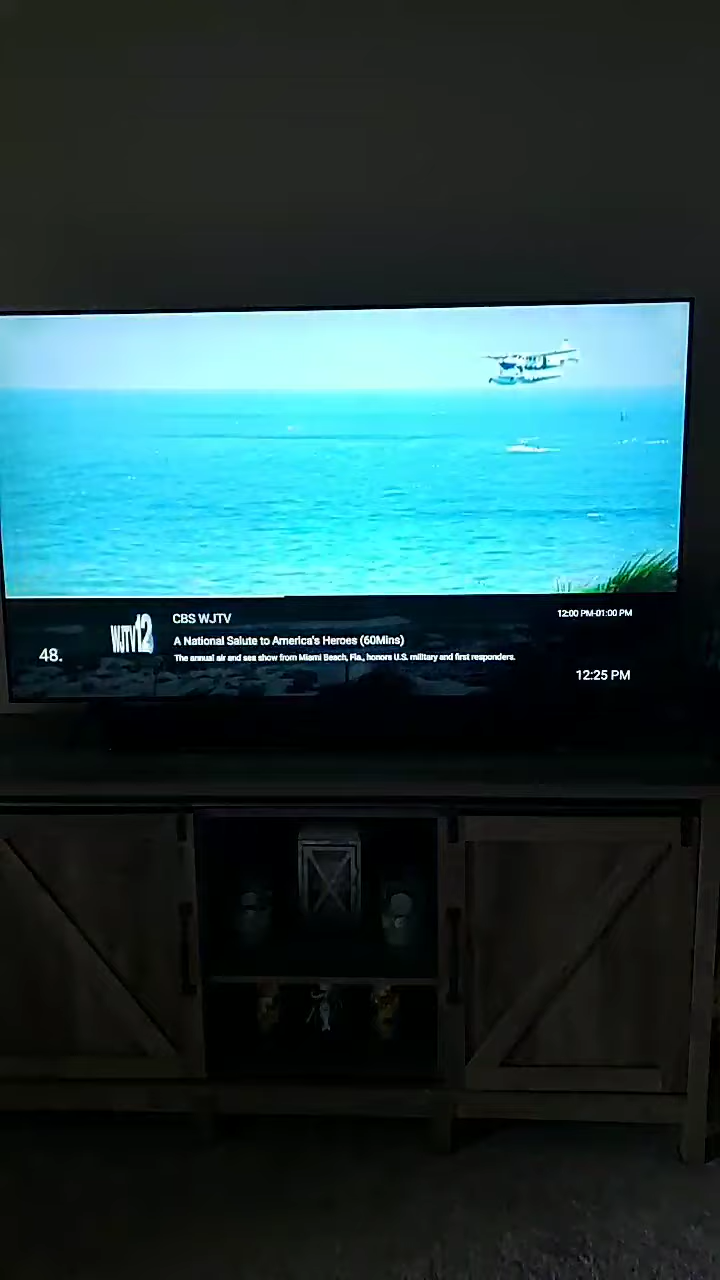 CBS WJTV
12:00 PM-01:00 PM
WJTV12
A National Salute to America's Heroes (60Mins)
48.
The annual air and sea show from Miami Beach, Fla., honors U.S. military and first responders.
12:25 PM